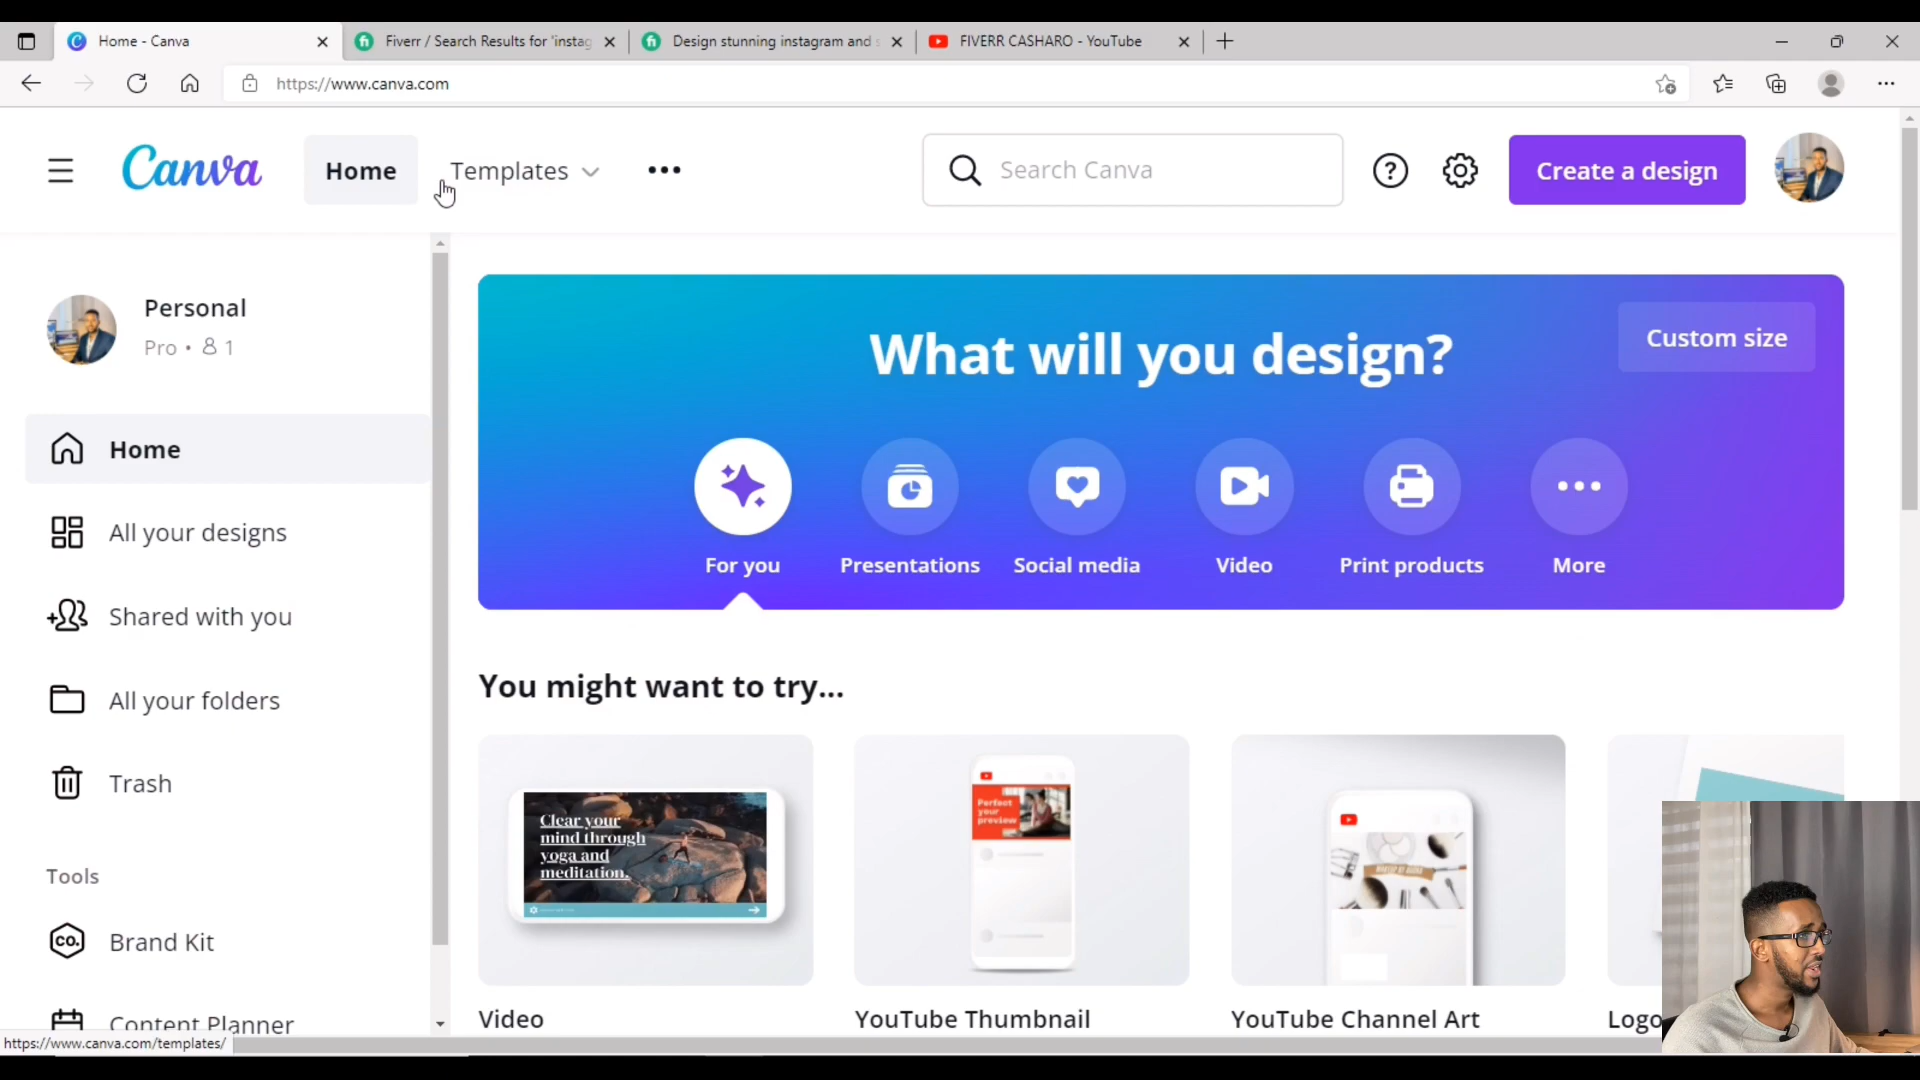 Home - Canva
Fiverr / Search Results for 'instag
Design stunning instagram and s
FIVERR CASHARO - YouTube
https://www.canva.com
Canva
Home
Templates
Search Canva
Create a design
Personal
Pro • 1
Home
All your designs
Shared with you
All your folders
Trash
Tools
CO.
Brand Kit
Content Planner
What will you design?
Custom size
For you
Presentations
Social media
Video
Print products
More
You might want to try...
Clear your
mind through
yoga and
meditation.
Perfect
your
preview
Video
YouTube Thumbnail
YouTube Channel Art
Logo
https://www.canva.com/templates/